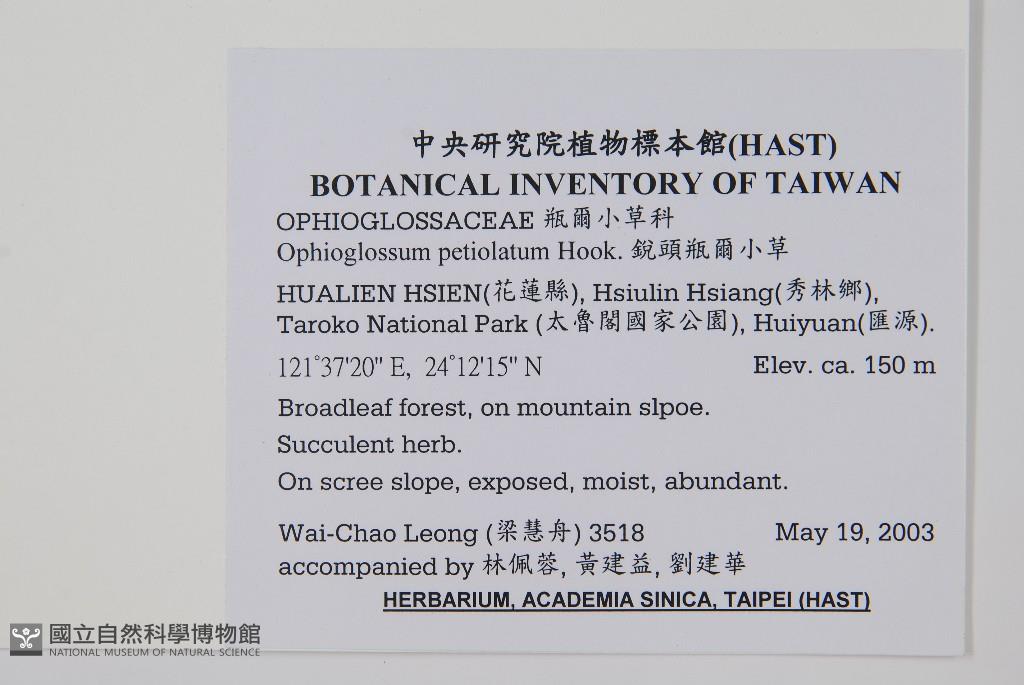 中央研究院植物標本館(HAST)
BOTANICAL INVENTORY OF TAIWAN
OPHIOGLOSSACEAE 瓶爾小草科
Ophioglossum petiolatum Hook. 銳頭瓶爾小草
HUALIEN HSIEN(花蓮縣), Hsiulin Hsiang(秀林鄉),
Taroko National Park (太魯閣國家公園), Huiyuan(匯源).
121°37'20" E, 24°12'15" N Elev. ca. 150 m
Broadleaf forest, on mountain slpoe.
Succulent herb.
On scree slope, exposed, moist, abundant.
Wai-Chao Leong (梁慧舟) 3518 May 19, 2003
accompanied by 林佩蓉, 黃建益, 劉建華
HERBARIUM, ACADEMIA SINICA, TAIPEI (HAST)
國立自然科學博物館
NATIONAL MUSEUM OF NATURAL SCIENCE